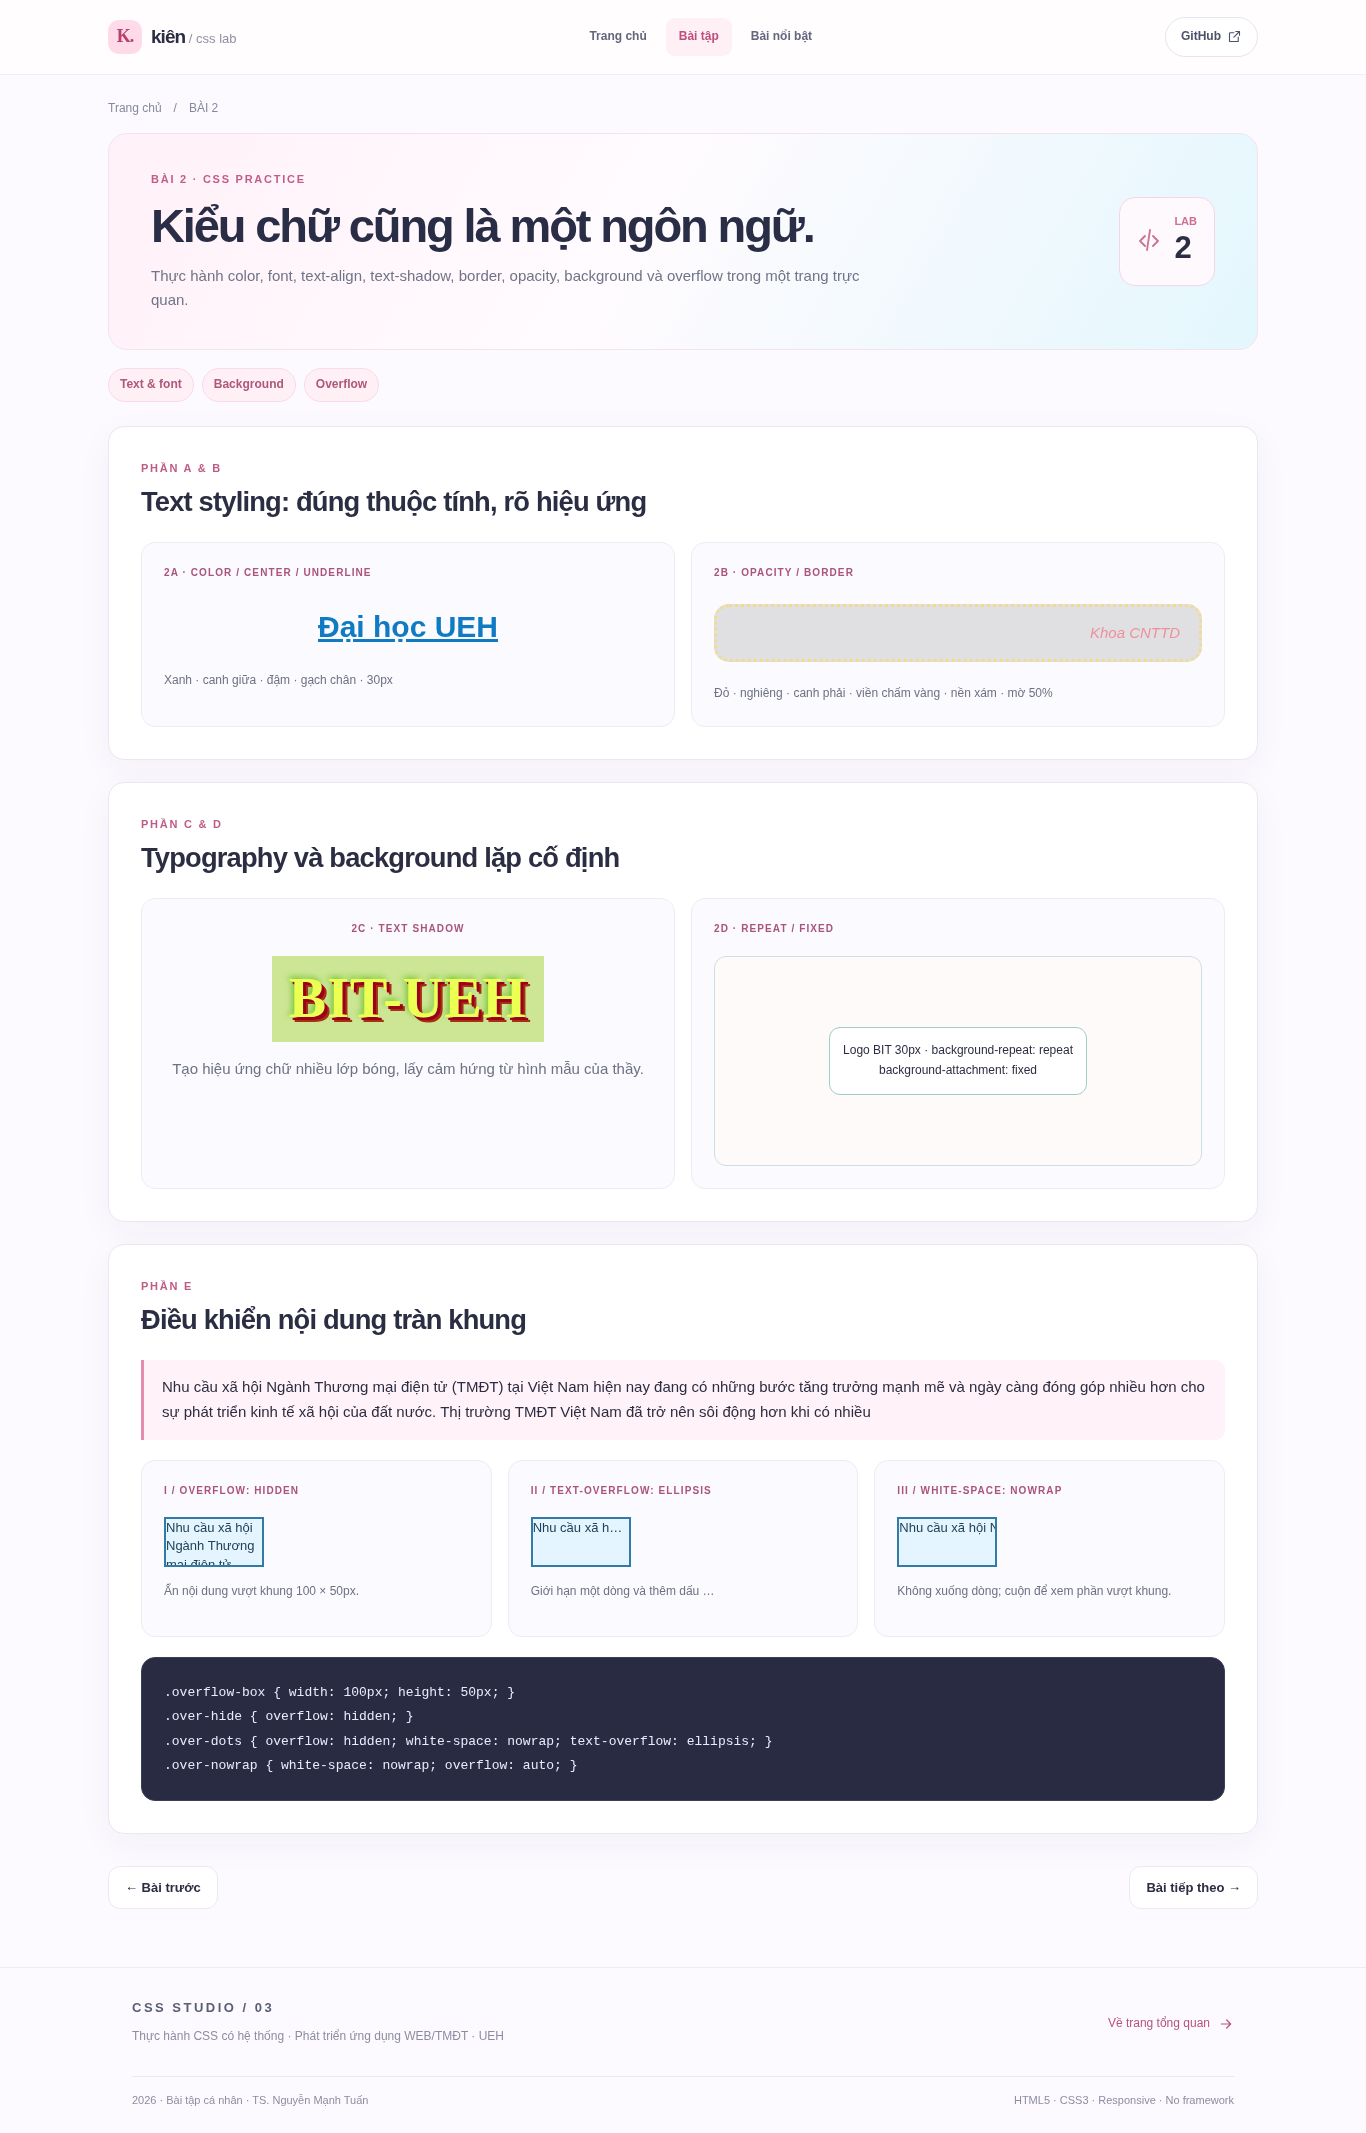 K. kiên / css lab
Trang chủ
Bài tập
Bài nổi bật
GitHub
Trang chủ / BÀI 2
BÀI 2 · CSS PRACTICE
Kiểu chữ cũng là một ngôn ngữ.
Thực hành color, font, text-align, text-shadow, border, opacity, background và overflow trong một trang trực
quan.
LAB
2
Text & font
Background
Overflow
PHẦN A & B
Text styling: đúng thuộc tính, rõ hiệu ứng
2A · COLOR / CENTER / UNDERLINE
Đại học UEH
Xanh · canh giữa · đậm · gạch chân · 30px
2B · OPACITY / BORDER
Khoa CNTTD
Đỏ · nghiêng · canh phải · viền chấm vàng · nền xám · mờ 50%
PHẦN C & D
Typography và background lặp cố định
2C · TEXT SHADOW
BIT-UEH
Tạo hiệu ứng chữ nhiều lớp bóng, lấy cảm hứng từ hình mẫu của thầy.
2D · REPEAT / FIXED
Logo BIT 30px · background-repeat: repeat
background-attachment: fixed
PHẦN E
Điều khiển nội dung tràn khung
Nhu cầu xã hội Ngành Thương mại điện tử (TMĐT) tại Việt Nam hiện nay đang có những bước tăng trưởng mạnh mẽ và ngày càng đóng góp nhiều hơn cho
sự phát triển kinh tế xã hội của đất nước. Thị trường TMĐT Việt Nam đã trở nên sôi động hơn khi có nhiều
I / OVERFLOW: HIDDEN
Nhu cầu xã hội
Ngành Thương
mại điện tử
Ẩn nội dung vượt khung 100 × 50px.
II / TEXT-OVERFLOW: ELLIPSIS
Nhu cầu xã h…
Giới hạn một dòng và thêm dấu …
III / WHITE-SPACE: NOWRAP
Nhu cầu xã hội N
Không xuống dòng; cuộn để xem phần vượt khung.
.overflow-box { width: 100px; height: 50px; }
.over-hide { overflow: hidden; }
.over-dots { overflow: hidden; white-space: nowrap; text-overflow: ellipsis; }
.over-nowrap { white-space: nowrap; overflow: auto; }
← Bài trước
Bài tiếp theo →
CSS STUDIO / 03
Thực hành CSS có hệ thống · Phát triển ứng dụng WEB/TMĐT · UEH
Về trang tổng quan →
2026 · Bài tập cá nhân · TS. Nguyễn Mạnh Tuấn
HTML5 · CSS3 · Responsive · No framework